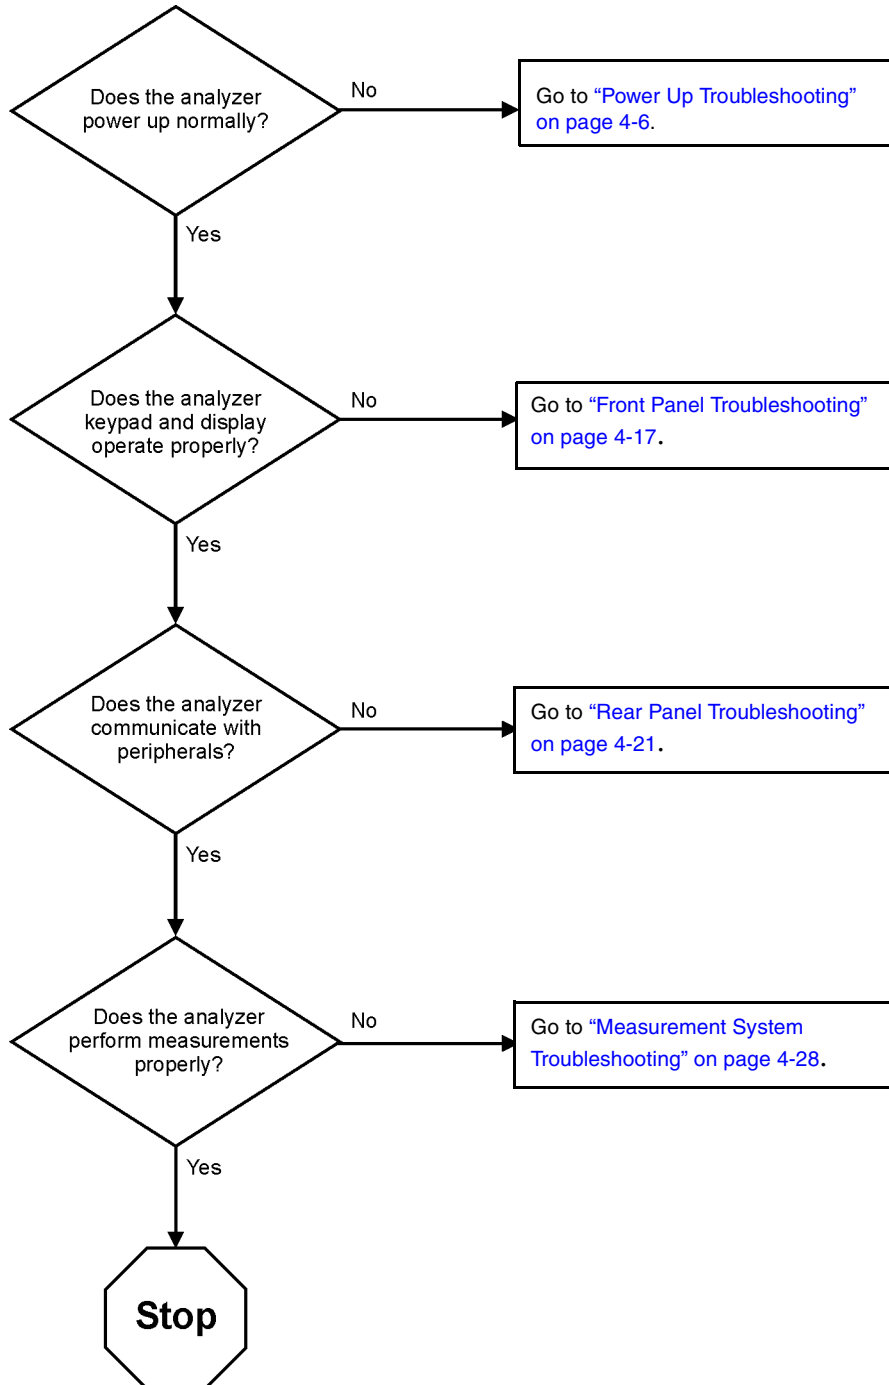 Does the analyzer
power up normally?
No
Go to “Power Up Troubleshooting”
on page 4-6.
Yes
Does the analyzer
keypad and display
operate properly?
No
Go to “Front Panel Troubleshooting”
on page 4-17.
Yes
Does the analyzer
communicate with
peripherals?
No
Go to “Rear Panel Troubleshooting”
on page 4-21.
Yes
Does the analyzer
perform measurements
properly?
No
Go to “Measurement System
Troubleshooting” on page 4-28.
Yes
Stop